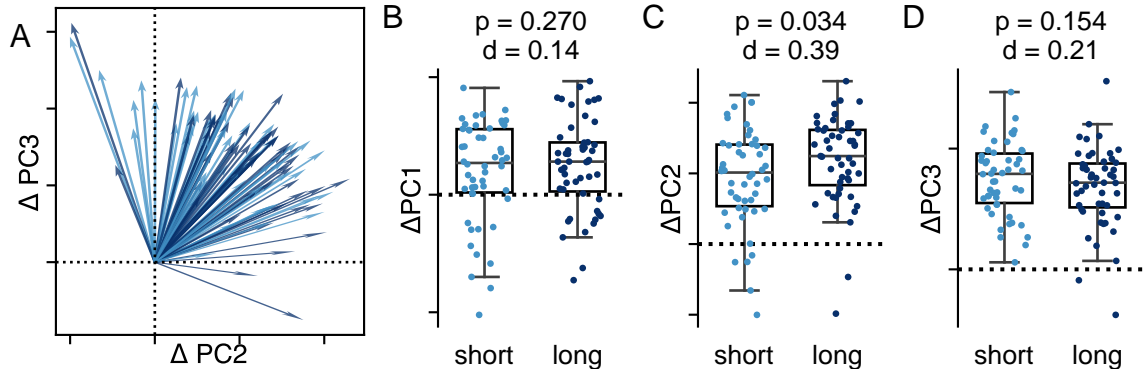 A
Δ PC3
Δ PC2
B
p = 0.270
d = 0.14
ΔPC1
short long
C
p = 0.034
d = 0.39
ΔPC2
short long
D
p = 0.154
d = 0.21
ΔPC3
short long